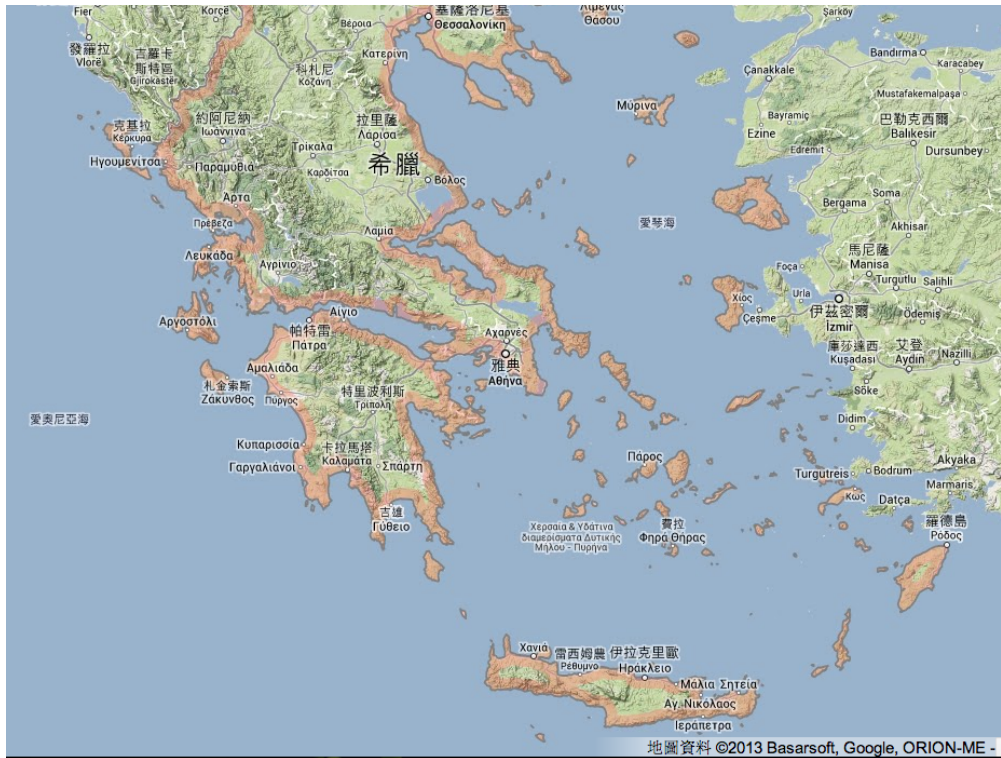 基薩洛尼基
Θεσσαλονίκη
Λιμένας
Θάσου
Şarköy
Βέροια
Fier
Korçë
發羅拉
Vlorë
吉羅卡
斯特區
Gjirokastër
Κατερίνη
科札尼
Κοζάνη
Bandırma
Karacabey
Çanakkale
Mustafakemalpaşa
Μύρινα
Bayramiç
巴勒克西爾
Balıkesir
Ezine
Edremit
Dursunbey
克基拉
Κέρκυρα
約阿尼納
Ιωάννινα
拉里薩
Λάρισα
Τρίκαλα
Ηγουμενίτσα
Παραμυθιά
Καρδίτσα
希臘
Βόλος
Άρτα
Bergama
Soma
Akhisar
Πρέβεζα
Λαμία
愛琴海
Λευκάδα
Αγρίνιο
馬尼薩
Manisa
Foça
Turgutlu
Salihli
Χίος
Urla
Çeşme
伊茲密爾
İzmir
Ödemiş
Αργοστόλι
Αίγιο
帕特雷
Πάτρα
Αχαρνές
雅典
Αθήνα
庫莎達西
Kuşadası
艾登
Aydın
Nazilli
Αμαλιάδα
札金索斯
Ζάκυνθος
Πύργος
特里波利斯
Τρίπολη
Söke
愛奧尼亞海
Didim
Κυπαρισσία
卡拉馬塔
Καλαμάτα
Γαργαλιάνοι
Σπάρτη
Πάρος
Akyaka
Turgutreis
Bodrum
Marmaris
Κως
Datça
吉雄
Γύθειο
Χερσαία & Υδάτινα
διαμερίσματα Δυτικής
Μήλου - Πυρήνα
費拉
Φηρά Θήρας
羅德島
Ρόδος
Χανιά
雷西姆農
Ρέθυμνο
伊拉克里歐
Ηράκλειο
Μάλια
Σητεία
Αγ. Νικόλαος
Ιεράπετρα
地圖資料 ©2013 Basarsoft, Google, ORION-ME -